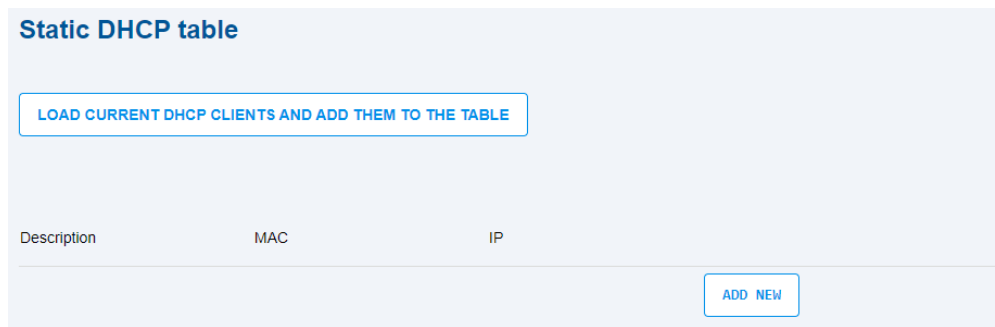 Static DHCP table
LOAD CURRENT DHCP CLIENTS AND ADD THEM TO THE TABLE
Description MAC IP
ADD NEW